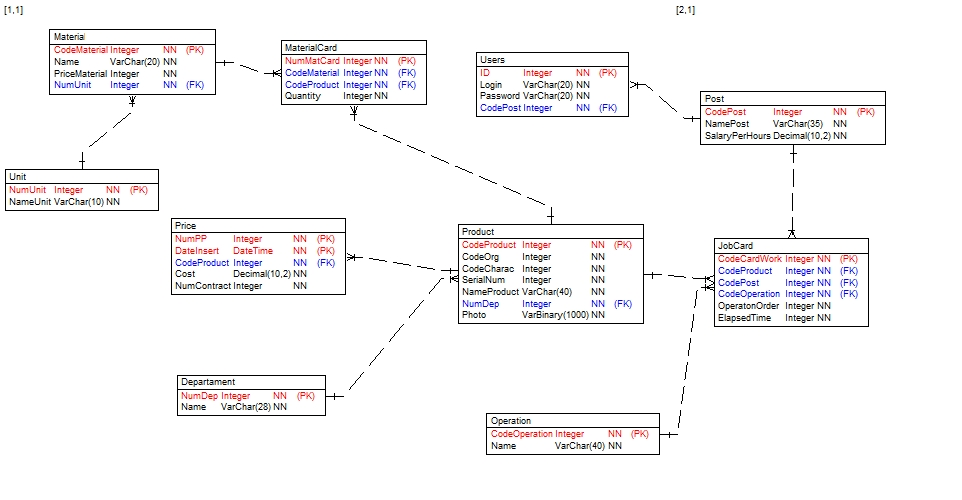 [1,1]
[2,1]
Material
CodeMaterial Integer NN (PK)
Name VarChar(20) NN
PriceMaterial Integer NN
NumUnit Integer NN (FK)
MaterialCard
NumMatCard Integer NN (PK)
CodeMaterial Integer NN (FK)
CodeProduct Integer NN (FK)
Quantity Integer NN
Users
ID Integer NN (PK)
Login VarChar(20) NN
Password VarChar(20) NN
CodePost Integer NN (FK)
Post
CodePost Integer NN (PK)
NamePost VarChar(35) NN
SalaryPerHours Decimal(10,2) NN
Unit
NumUnit Integer NN (PK)
NameUnit VarChar(10) NN
Price
NumPP Integer NN (PK)
DateInsert DateTime NN (PK)
CodeProduct Integer NN (FK)
Cost Decimal(10,2) NN
NumContract Integer NN
Product
CodeProduct Integer NN (PK)
CodeOrg Integer NN
CodeCharac Integer NN
SerialNum Integer NN
NameProduct VarChar(40) NN
NumDep Integer NN (FK)
Photo VarBinary(1000) NN
JobCard
CodeCardWork Integer NN (PK)
CodeProduct Integer NN (FK)
CodePost Integer NN (FK)
CodeOperation Integer NN (FK)
OperatonOrder Integer NN
ElapsedTime Integer NN
Departament
NumDep Integer NN (PK)
Name VarChar(28) NN
Operation
CodeOperation Integer NN (PK)
Name VarChar(40) NN